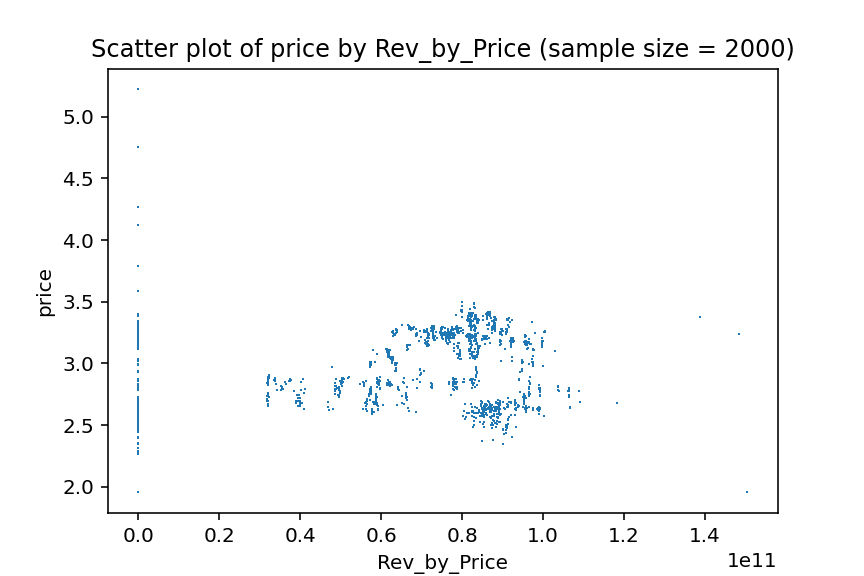 Scatter plot of price by Rev_by_Price (sample size = 2000)
5.0
4.5
4.0
3.5
3.0
2.5
2.0
price
0.0 0.2 0.4 0.6 0.8 1.0 1.2 1.4
1e11
Rev_by_Price